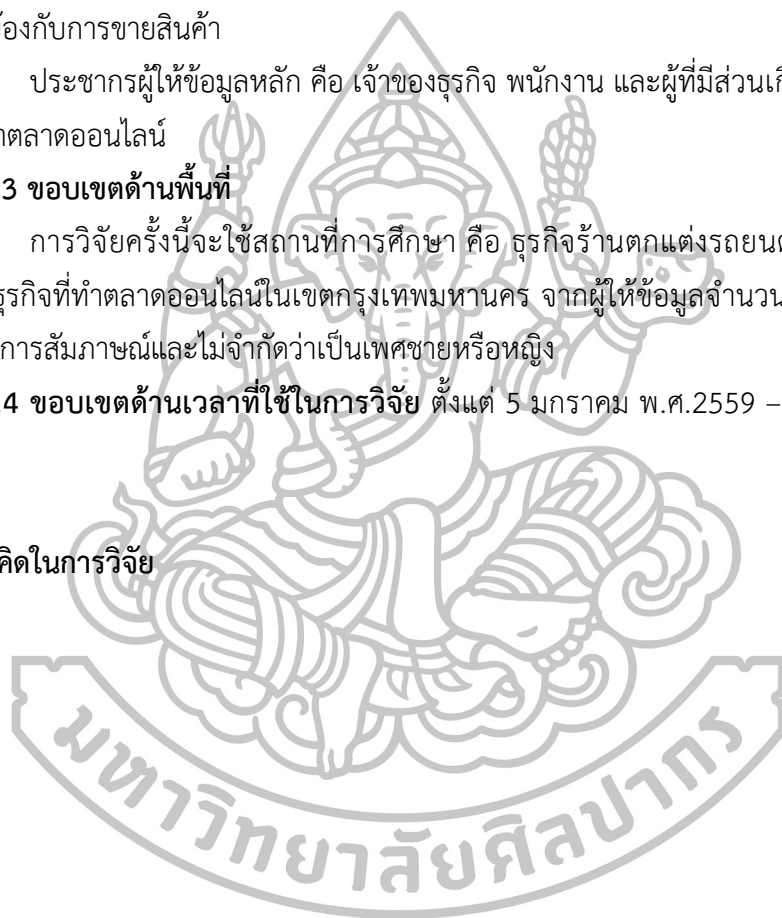 ข้องกับการขายสินค้า
ประชากรผู้ให้ข้อมูลหลัก คือ เจ้าของธุรกิจ พนักงาน และผู้ที่มีส่วนเกี่
ตลาดออนไลน์
3 ขอบเขตด้านพื้นที่
การวิจัยครั้งนี้จะใช้สถานที่การศึกษา คือ ธุรกิจร้านตกแต่งรถยนต
ธุรกิจที่ทำตลาดออนไลน์ในเขตกรุงเทพมหานคร จากผู้ให้ข้อมูลจำนวน
การสัมภาษณ์และไม่จำกัดว่าเป็นเพศชายหรือหญิง
.4 ขอบเขตด้านเวลาที่ใช้ในการวิจัย ตั้งแต่ 5 มกราคม พ.ศ.2559 –
คิดในการวิจัย
มหาวิทยาลัยศิลปากร